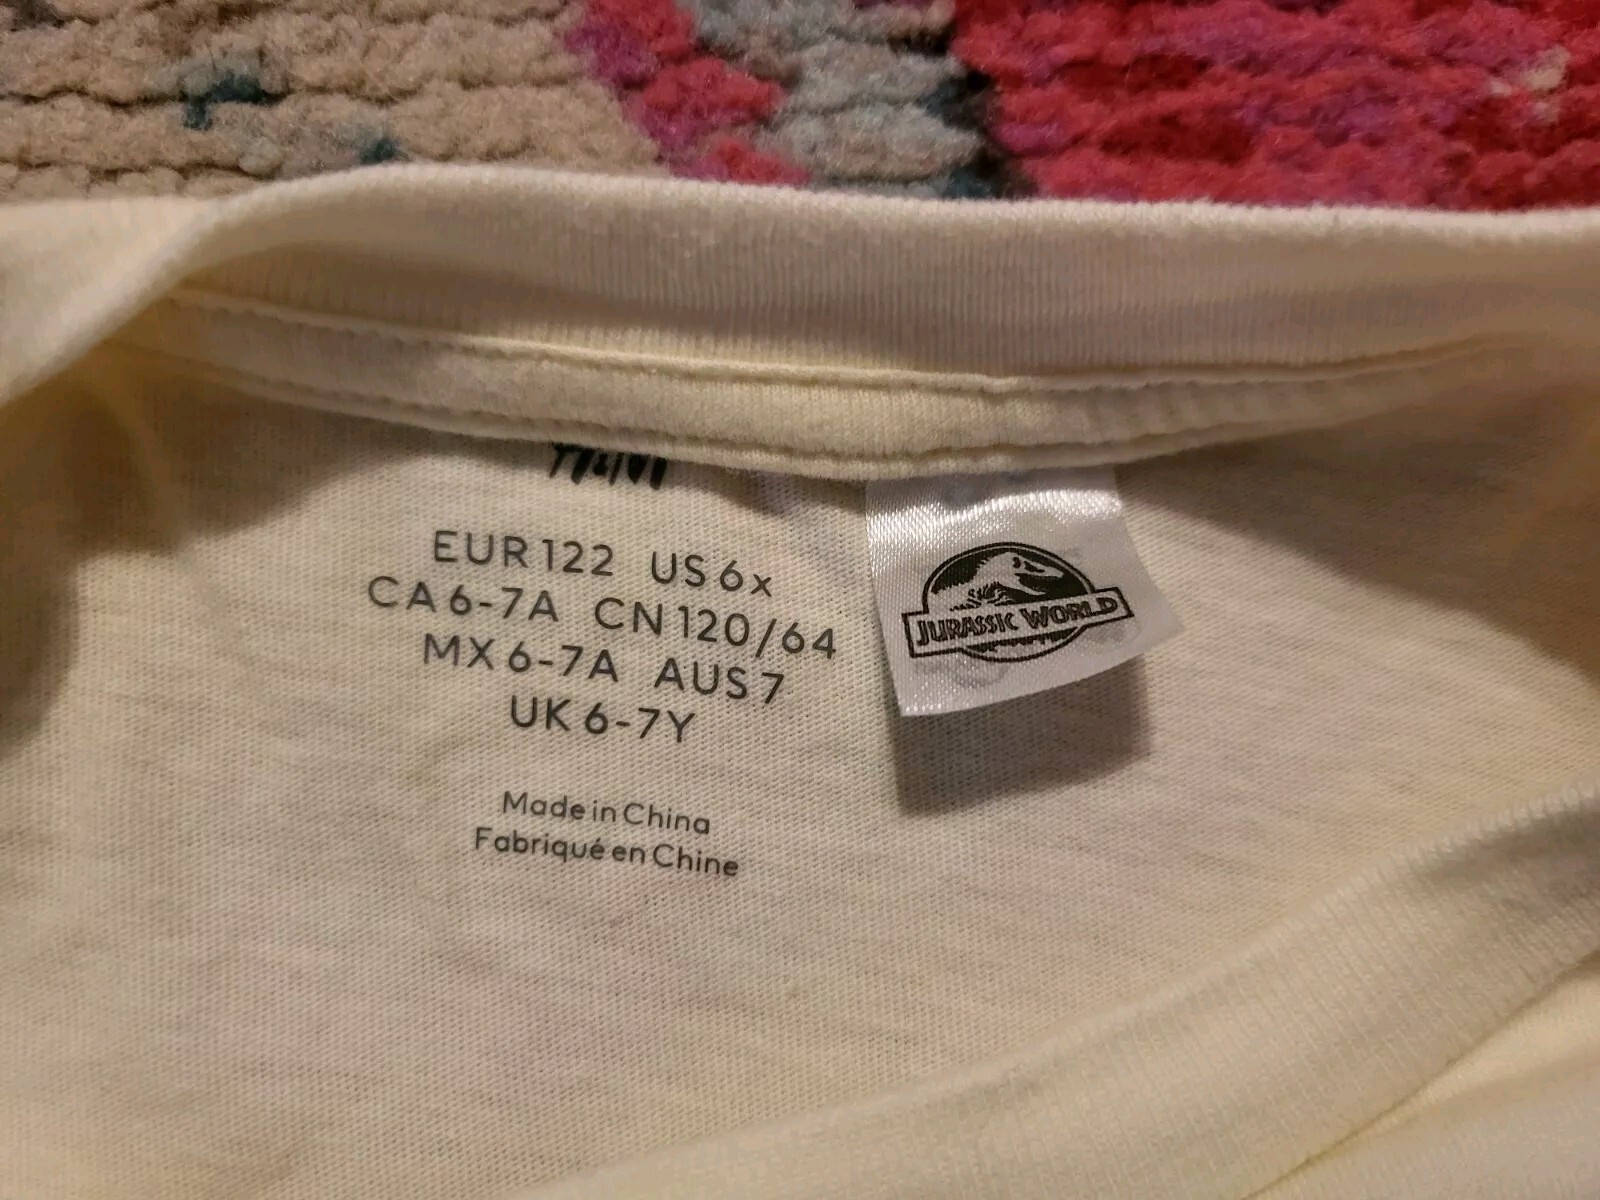 H&M
EUR 122 US 6x
CA 6-7A CN 120/64
MX 6-7A AUS 7
UK 6-7Y
Made in China
Fabriqué en Chine
JURASSIC WORLD